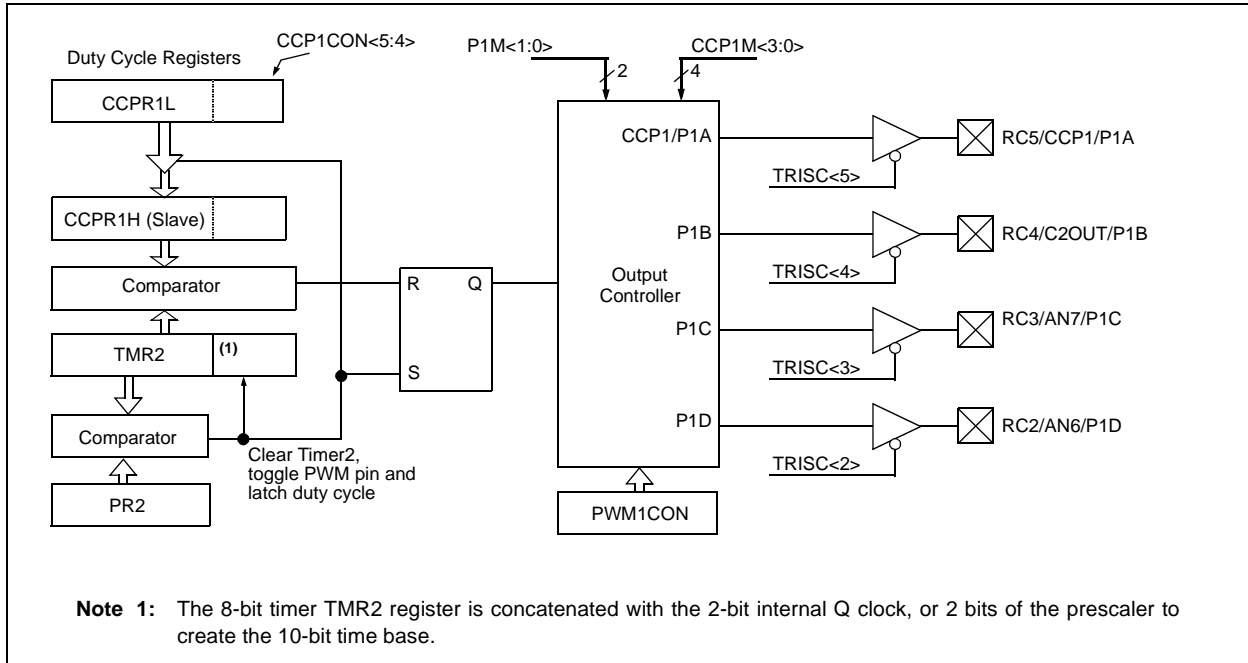 CCP1CON<5:4>
Duty Cycle Registers
CCPR1L
CCPR1H (Slave)
Comparator
TMR2
(1)
Comparator
PR2
Clear Timer2,
toggle PWM pin and
latch duty cycle
R
Q
S
P1M<1:0>
2
CCP1M<3:0>
4
CCP1/P1A
P1B
Output
Controller
P1C
P1D
PWM1CON
TRISC<5>
RC5/CCP1/P1A
TRISC<4>
RC4/C2OUT/P1B
TRISC<3>
RC3/AN7/P1C
TRISC<2>
RC2/AN6/P1D
Note 1: The 8-bit timer TMR2 register is concatenated with the 2-bit internal Q clock, or 2 bits of the prescaler to
create the 10-bit time base.